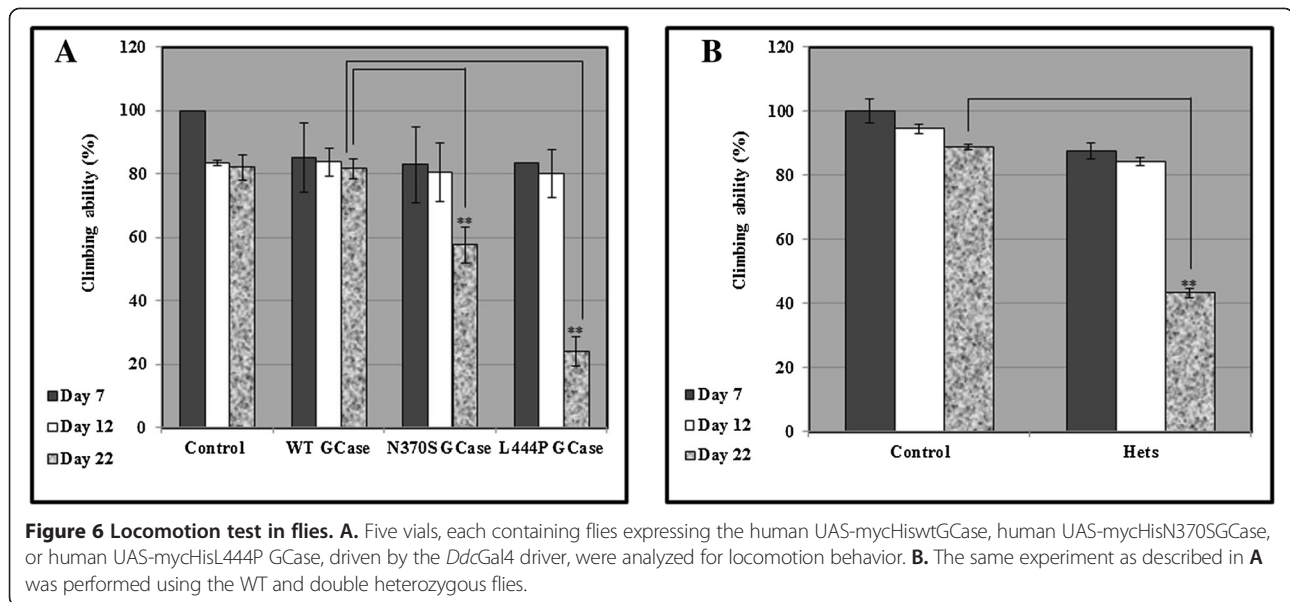 A
120
100
80
60
40
20
0
Climbing ability (%)
**
**
Day 7
Day 12
Day 22
Control WT GCase N370S GCase L444P GCase
B
120
100
80
60
40
20
0
Climbing ability (%)
**
Day 7
Day 12
Day 22
Control Hets
Figure 6 Locomotion test in flies. A. Five vials, each containing flies expressing the human UAS-mycHiswtGCase, human UAS-mycHisN370SGCase,
or human UAS-mycHisL444P GCase, driven by the DdcGal4 driver, were analyzed for locomotion behavior. B. The same experiment as described in A
was performed using the WT and double heterozygous flies.